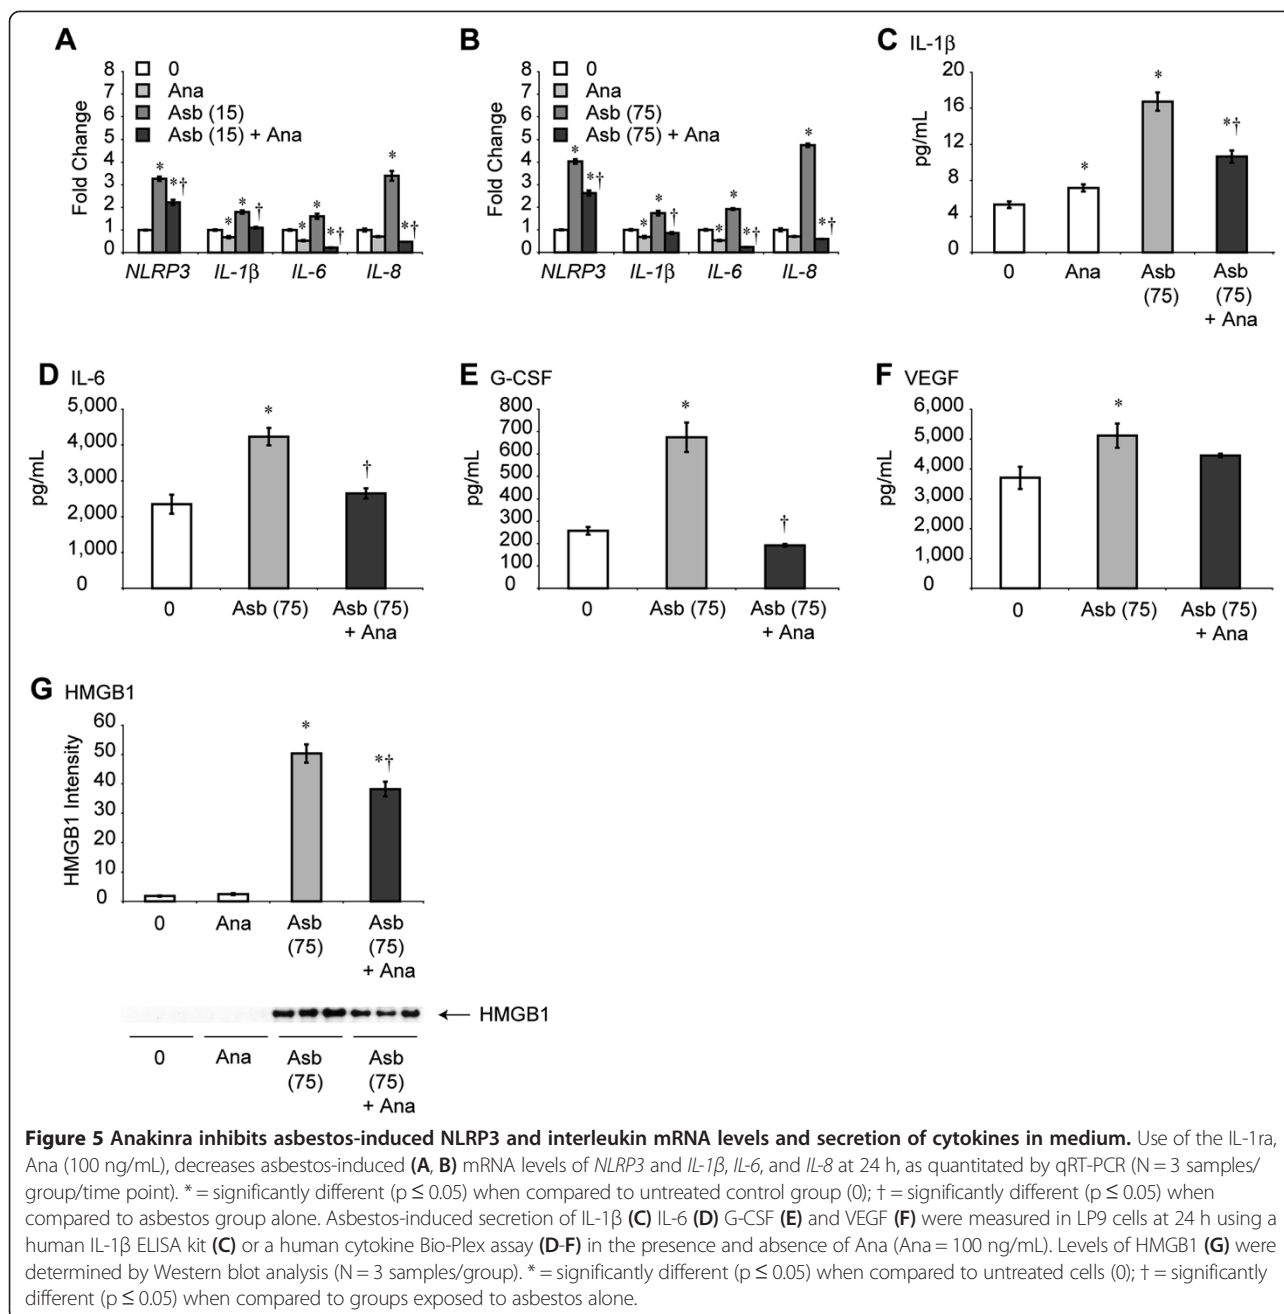 A
B
C IL-1β
0
Ana
Asb (15)
Asb (15) + Ana
Fold Change
8
7
6
5
4
3
2
1
0
* *† * * † * * *† * *†
NLRP3 IL-1β IL-6 IL-8
0
Ana
Asb (75)
Asb (75) + Ana
Fold Change
8
7
6
5
4
3
2
1
0
* *† * * † * * *† * *†
NLRP3 IL-1β IL-6 IL-8
pg/mL
20
16
12
8
4
0
* * *†
0 Ana Asb (75) Asb (75) + Ana
D IL-6
pg/mL
5,000
4,000
3,000
2,000
1,000
0
* †
0 Asb (75) Asb (75) + Ana
E G-CSF
pg/mL
800
700
600
500
400
300
200
100
0
* †
0 Asb (75) Asb (75) + Ana
F VEGF
pg/mL
6,000
5,000
4,000
3,000
2,000
1,000
0
*
0 Asb (75) Asb (75) + Ana
G HMGB1
HMGB1 Intensity
60
50
40
30
20
10
0
* *†
0 Ana Asb (75) Asb (75) + Ana
← HMGB1
0 Ana Asb (75) Asb (75) + Ana
Figure 5 Anakinra inhibits asbestos-induced NLRP3 and interleukin mRNA levels and secretion of cytokines in medium. Use of the IL-1ra,
Ana (100 ng/mL), decreases asbestos-induced (A, B) mRNA levels of NLRP3 and IL-1β, IL-6, and IL-8 at 24 h, as quantitated by qRT-PCR (N = 3 samples/
group/time point). * = significantly different (p ≤ 0.05) when compared to untreated control group (0); † = significantly different (p ≤ 0.05) when
compared to asbestos group alone. Asbestos-induced secretion of IL-1β (C) IL-6 (D) G-CSF (E) and VEGF (F) were measured in LP9 cells at 24 h using a
human IL-1β ELISA kit (C) or a human cytokine Bio-Plex assay (D-F) in the presence and absence of Ana (Ana = 100 ng/mL). Levels of HMGB1 (G) were
determined by Western blot analysis (N = 3 samples/group). * = significantly different (p ≤ 0.05) when compared to untreated cells (0); † = significantly
different (p ≤ 0.05) when compared to groups exposed to asbestos alone.